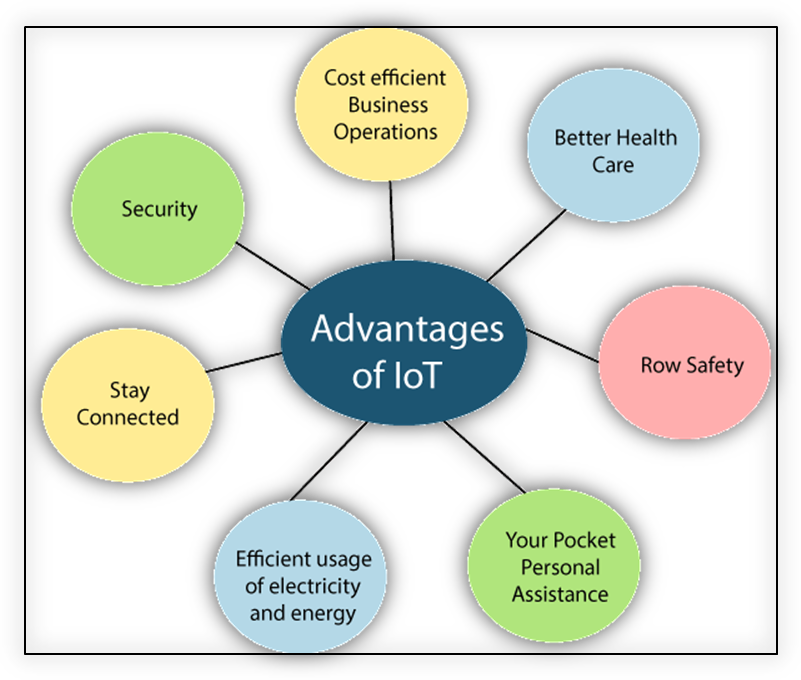 Cost efficient
Business
Operations
Better Health
Care
Security
Advantages
of IoT
Row Safety
Stay
Connected
Your Pocket
Personal
Assistance
Efficient usage
of electricity
and energy